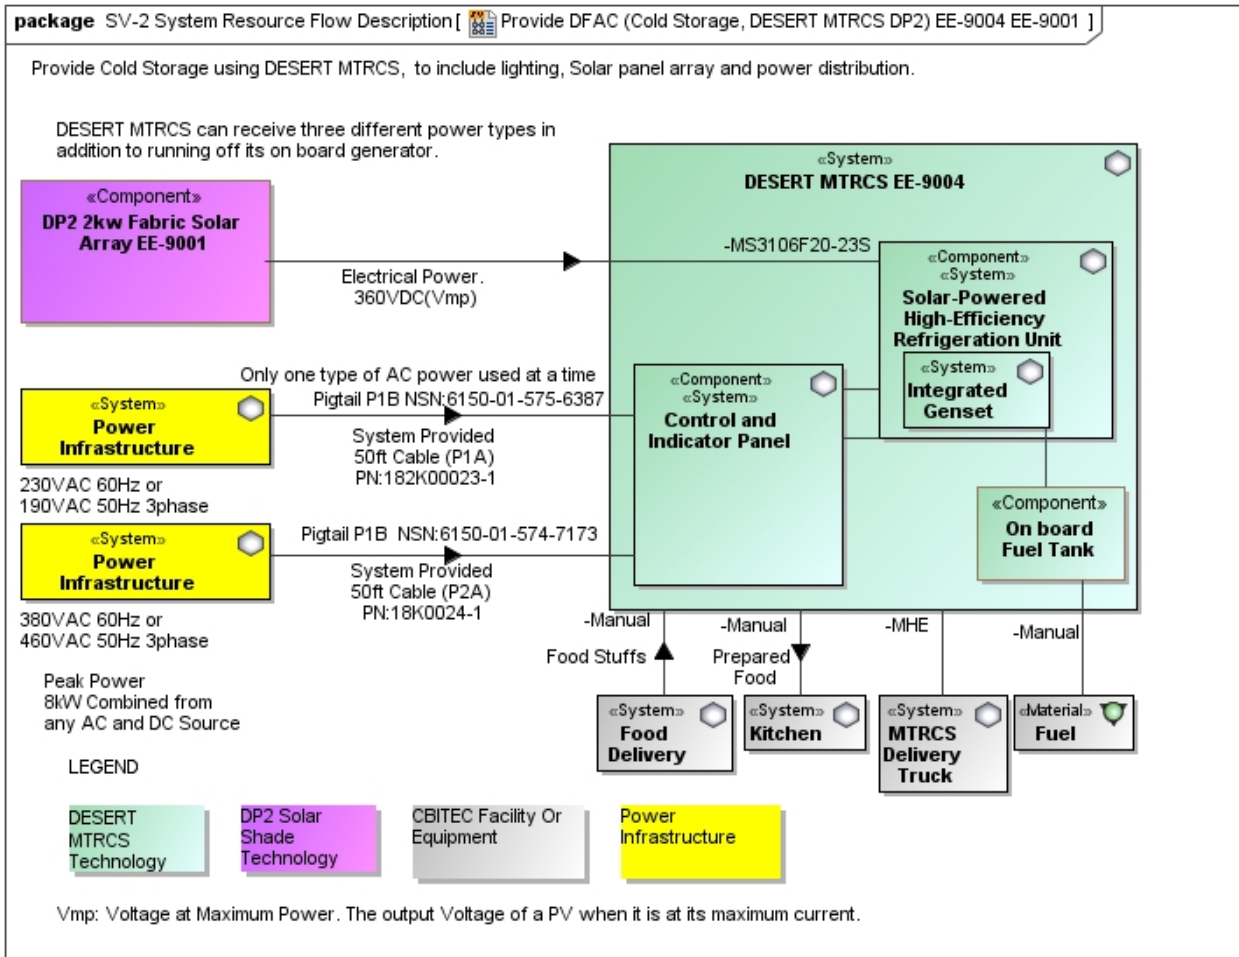 package SV-2 System Resource Flow Description [ Provide DFAC (Cold Storage, DESERT MTRCS DP2) EE-9004 EE-9001 ]
Provide Cold Storage using DESERT MTRCS, to include lighting, Solar panel array and power distribution.
DESERT MTRCS can receive three different power types in
addition to running off its on board generator.
«Component»
DP2 2kw Fabric Solar
Array EE-9001
Electrical Power.
360VDC(Vmp)
«System»
DESERT MTRCS EE-9004
-MS3106F20-23S
«Component»
«System»
Solar-Powered
High-Efficiency
Refrigeration Unit
«System»
Integrated
Genset
Only one type of AC power used at a time
Pigtail P1B NSN:6150-01-575-6387
«System»
Power
Infrastructure
System Provided
50ft Cable (P1A)
PN:182K00023-1
230VAC 60Hz or
190VAC 50Hz 3phase
«Component»
«System»
Control and
Indicator Panel
«Component»
On board
Fuel Tank
Pigtail P1B NSN:6150-01-574-7173
«System»
Power
Infrastructure
System Provided
50ft Cable (P2A)
PN:18K0024-1
380VAC 60Hz or
460VAC 50Hz 3phase
-Manual
-Manual
-MHE
-Manual
Food Stuffs
Prepared
Food
Peak Power
8kW Combined from
any AC and DC Source
«System»
Food
Delivery
«System»
Kitchen
«System»
MTRCS
Delivery
Truck
«Material»
Fuel
LEGEND
DESERT
MTRCS
Technology
DP2 Solar
Shade
Technology
CBITEC Facility Or
Equipment
Power
Infrastructure
Vmp: Voltage at Maximum Power. The output Voltage of a PV when it is at its maximum current.